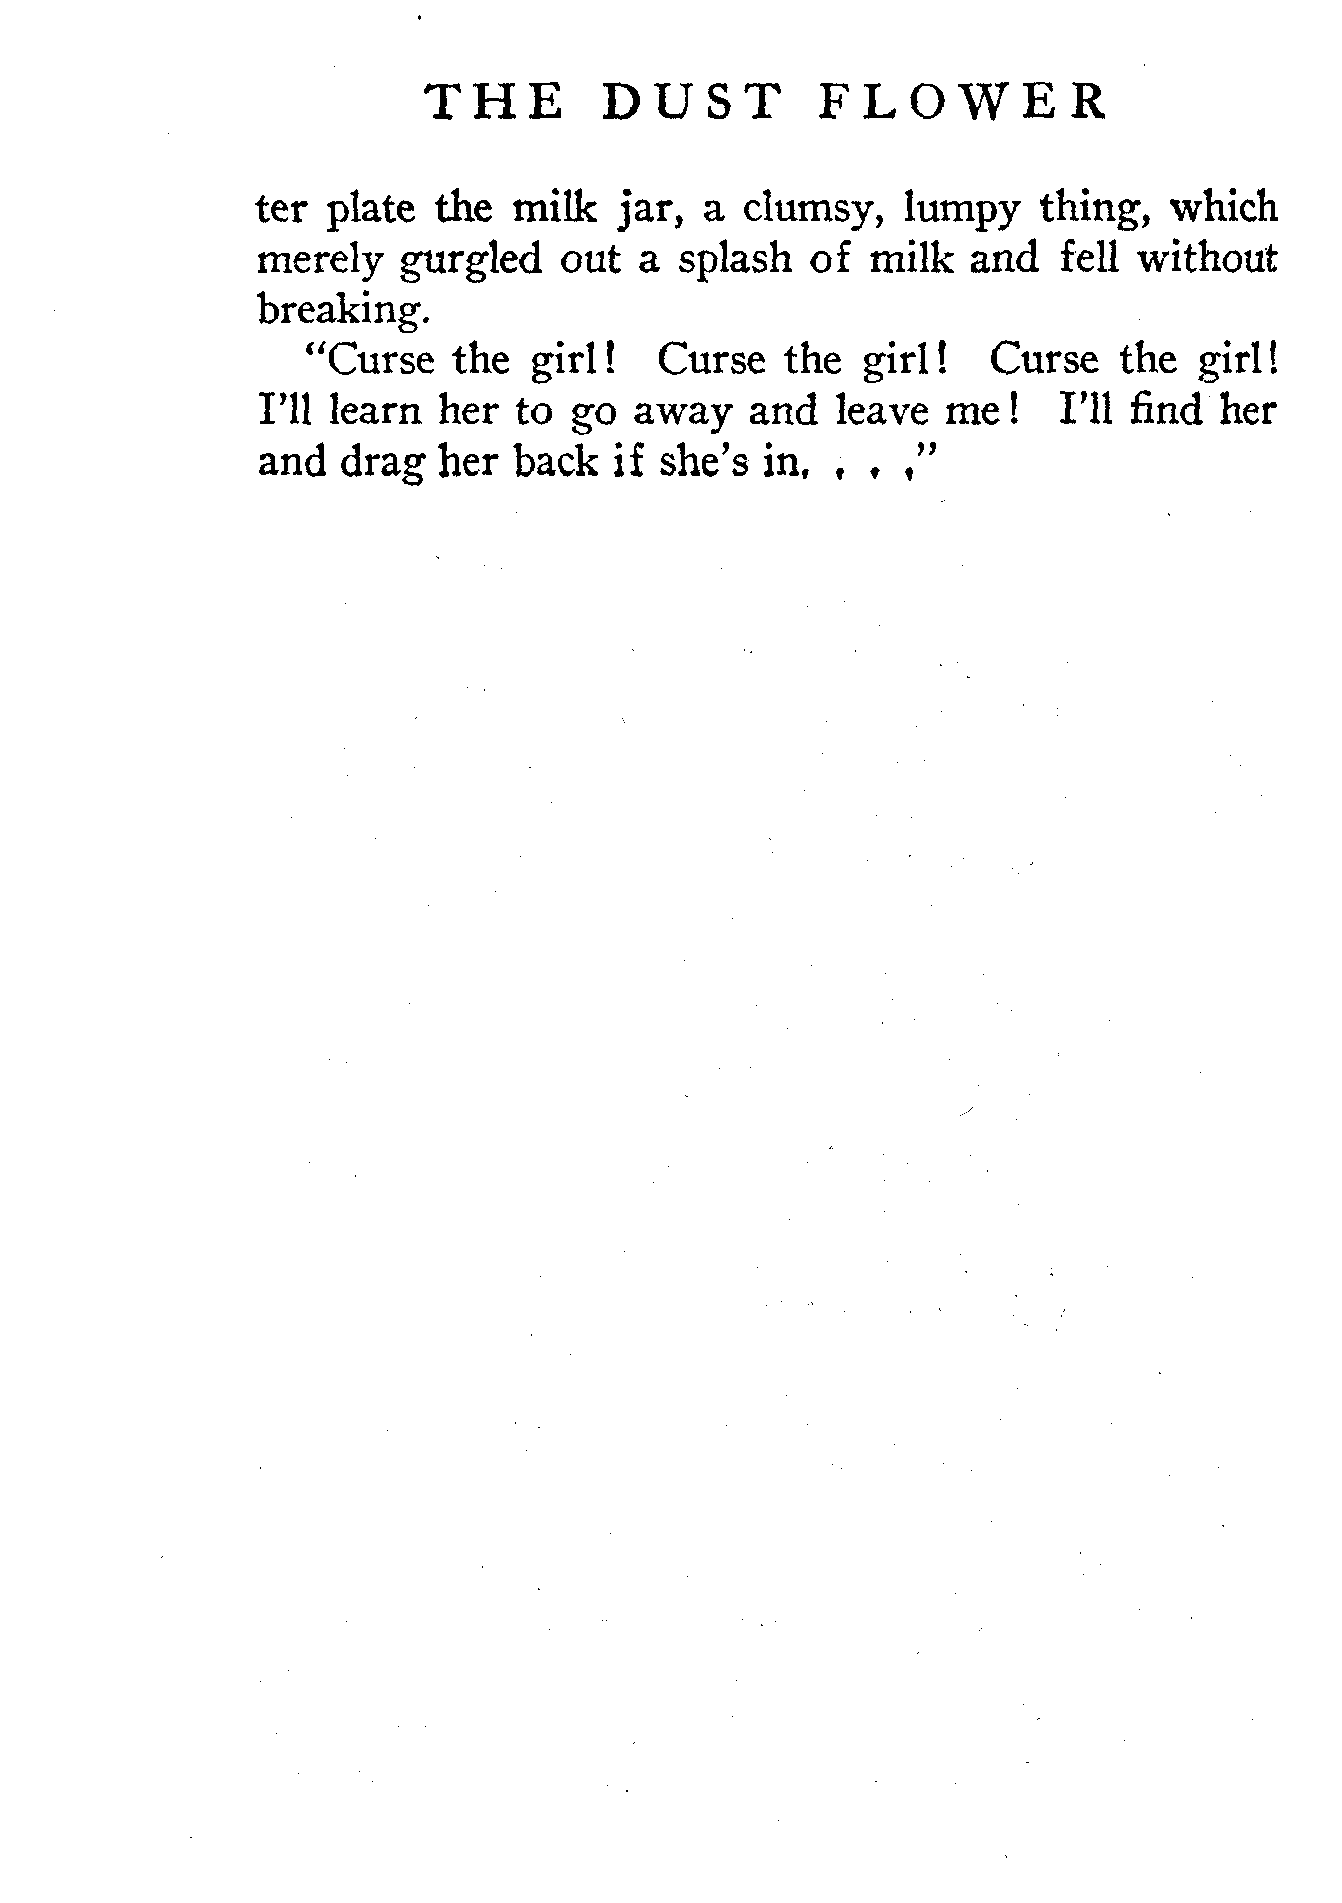 THE DUST FLOWER
ter plate the milk jar, a clumsy, lumpy thing, which
merely gurgled out a splash of milk and fell without
breaking.
“Curse the girl! Curse the girl! Curse the girl!
I’ll learn her to go away and leave me! I’ll find her
and drag her back if she’s in. . . .”